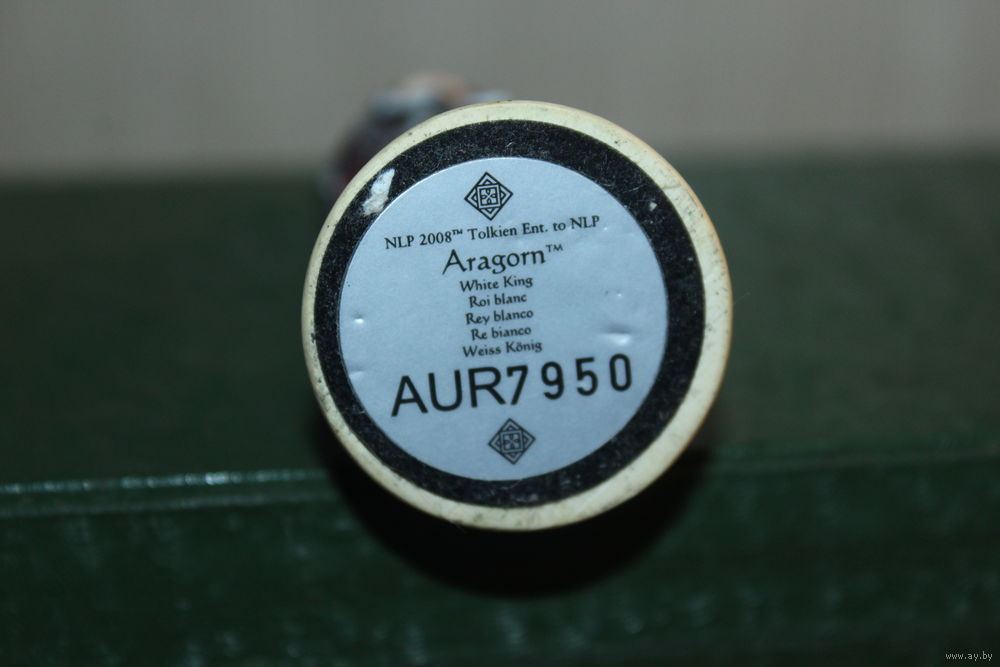 NLP 2008™ Tolkien Ent. to NLP
Aragorn™
White King
Roi blanc
Rey blanco
Re bianco
Weiss König
AUR7950
www.ay.by